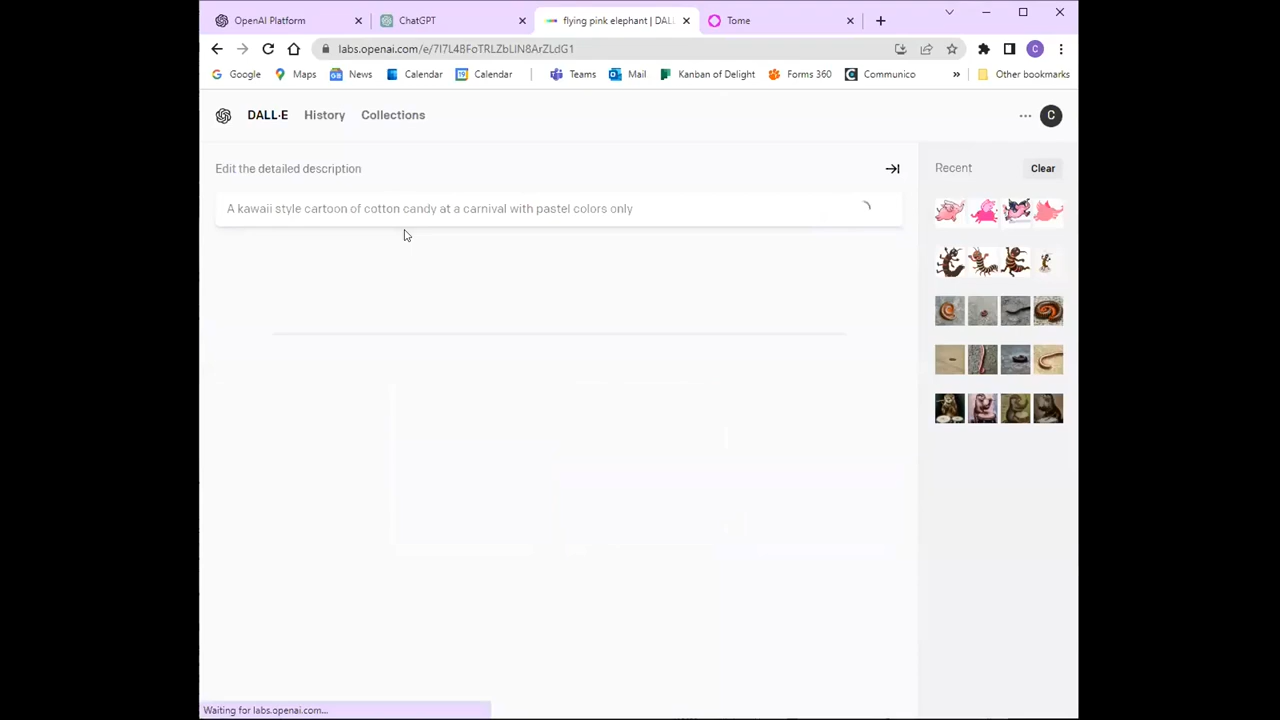 OpenAI Platform
ChatGPT
flying pink elephant | DALL
Tome
labs.openai.com/e/7I7L4BFoTRLZbLIN8ArZLdG1
C
Google
Maps
News
Calendar
Calendar
Teams
Mail
Kanban of Delight
Forms 360
Communico
»
Other bookmarks
DALL·E
History
Collections
C
Edit the detailed description
Recent
Clear
A kawaii style cartoon of cotton candy at a carnival with pastel colors only
Waiting for labs.openai.com...